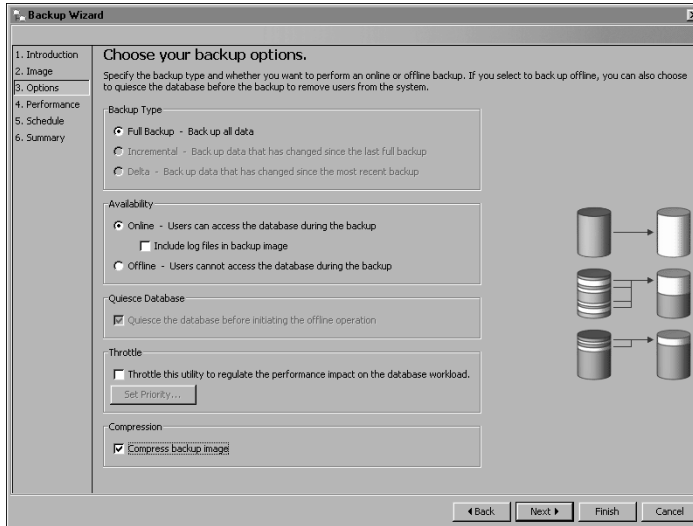 Backup Wizard
1. Introduction
2. Image
3. Options
4. Performance
5. Schedule
6. Summary
Choose your backup options.
Specify the backup type and whether you want to perform an online or offline backup. If you select to back up offline, you can also choose
to quiesce the database before the backup to remove users from the system.
Backup Type
Full Backup - Back up all data
Incremental - Back up data that has changed since the last full backup
Delta - Back up data that has changed since the most recent backup
Availability
Online - Users can access the database during the backup
Include log files in backup image
Offline - Users cannot access the database during the backup
Quiesce Database
Quiesce the database before initiating the offline operation
Throttle
Throttle this utility to regulate the performance impact on the database workload.
Set Priority...
Compression
Compress backup image
Back Next Finish Cancel